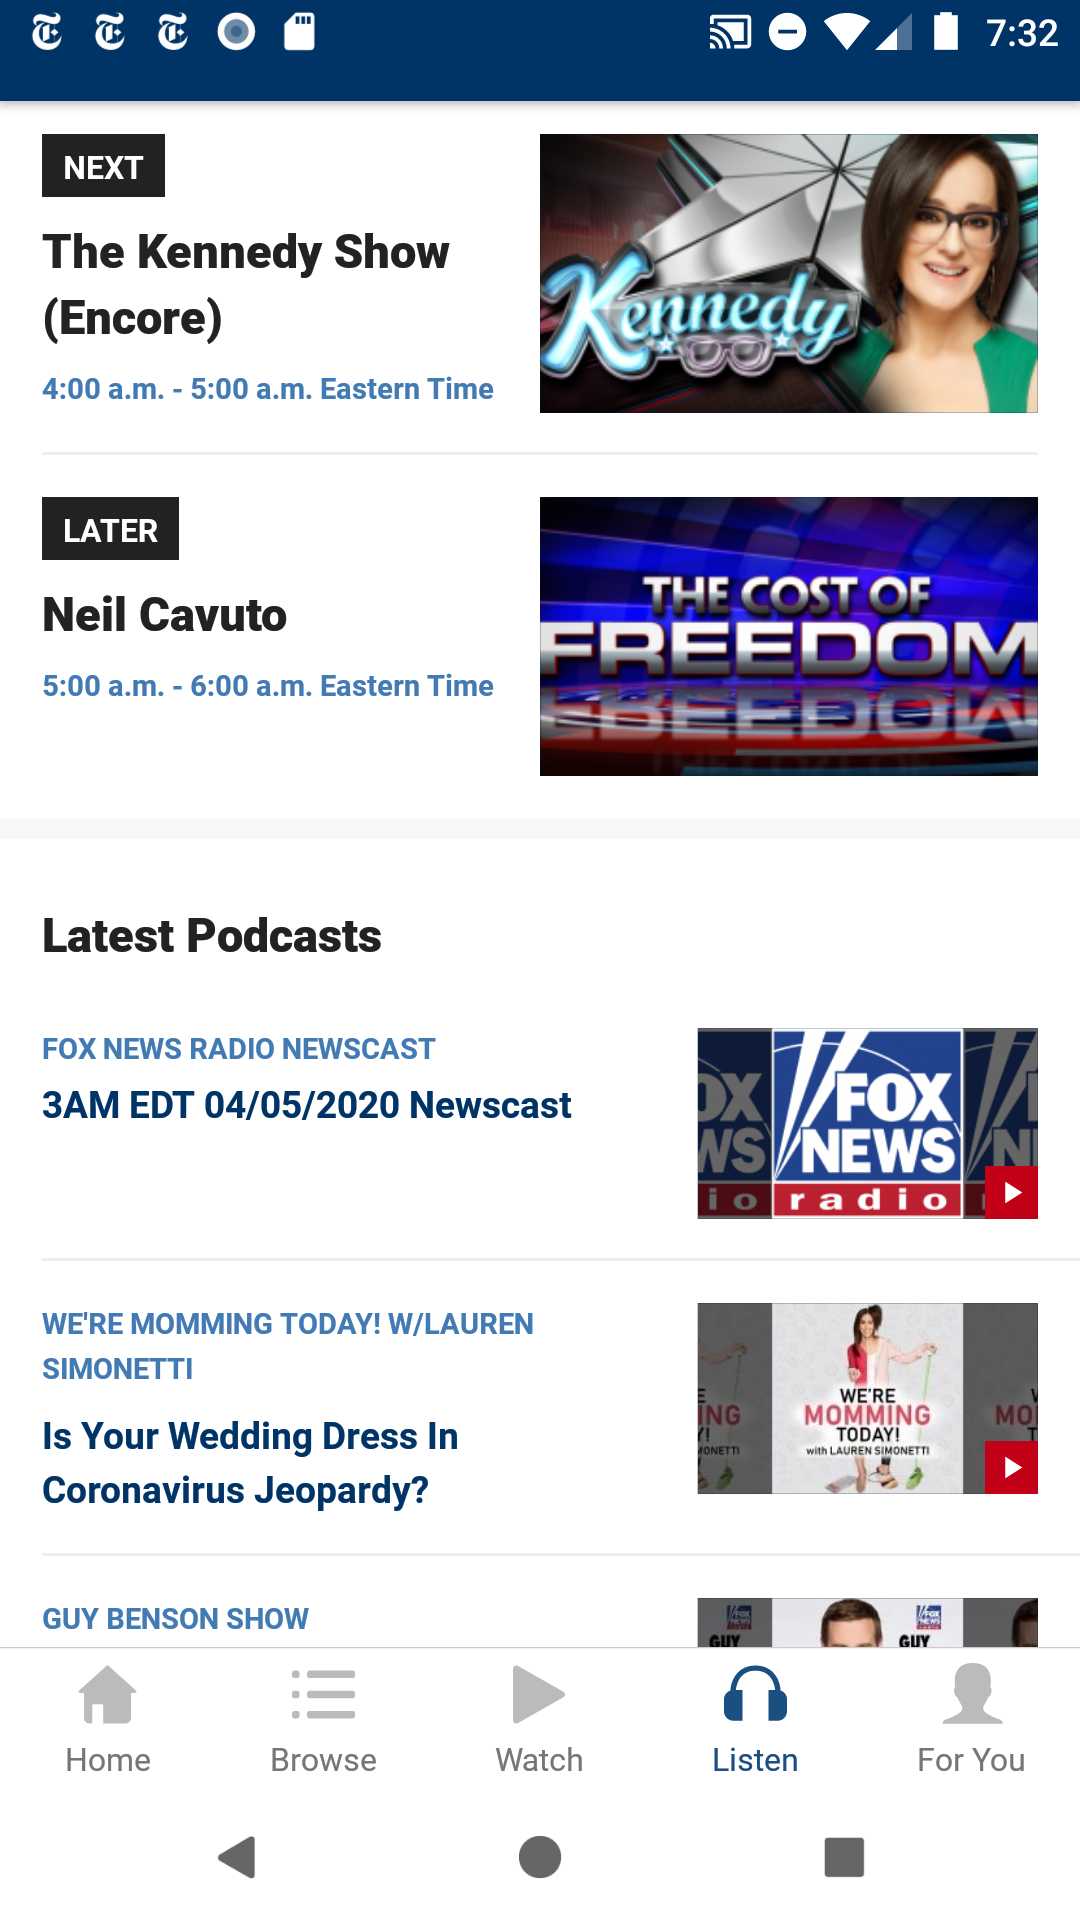 7:32
NEXT
The Kennedy Show
(Encore)
4:00 a.m. - 5:00 a.m. Eastern Time
Kennedy
LATER
Neil Cavuto
5:00 a.m. - 6:00 a.m. Eastern Time
THE COST OF
FREEDOM
Latest Podcasts
FOX NEWS RADIO NEWSCAST
3AM EDT 04/05/2020 Newscast
FOX
NEWS
radio
WE'RE MOMMING TODAY! W/LAUREN
SIMONETTI
Is Your Wedding Dress In
Coronavirus Jeopardy?
WE'RE
MOMMING
TODAY!
with LAUREN SIMONETTI
GUY BENSON SHOW
GUY
GUY
Home
Browse
Watch
Listen
For You